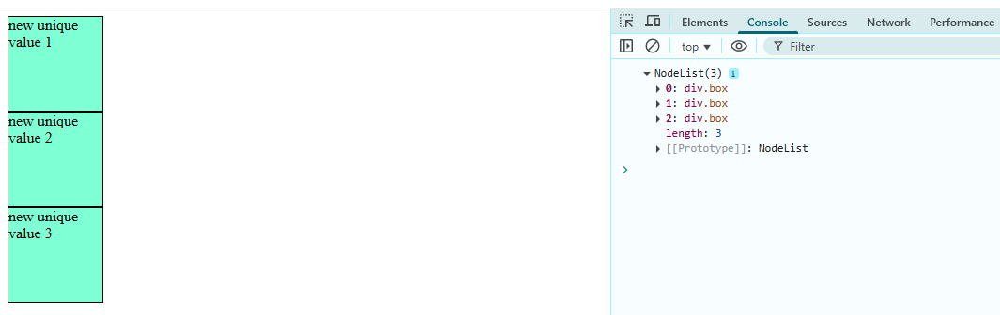 new unique
value 1
new unique
value 2
new unique
value 3
Elements Console Sources Network Performance
top Filter
NodeList(3) i
0: div.box
1: div.box
2: div.box
length: 3
[[Prototype]]: NodeList